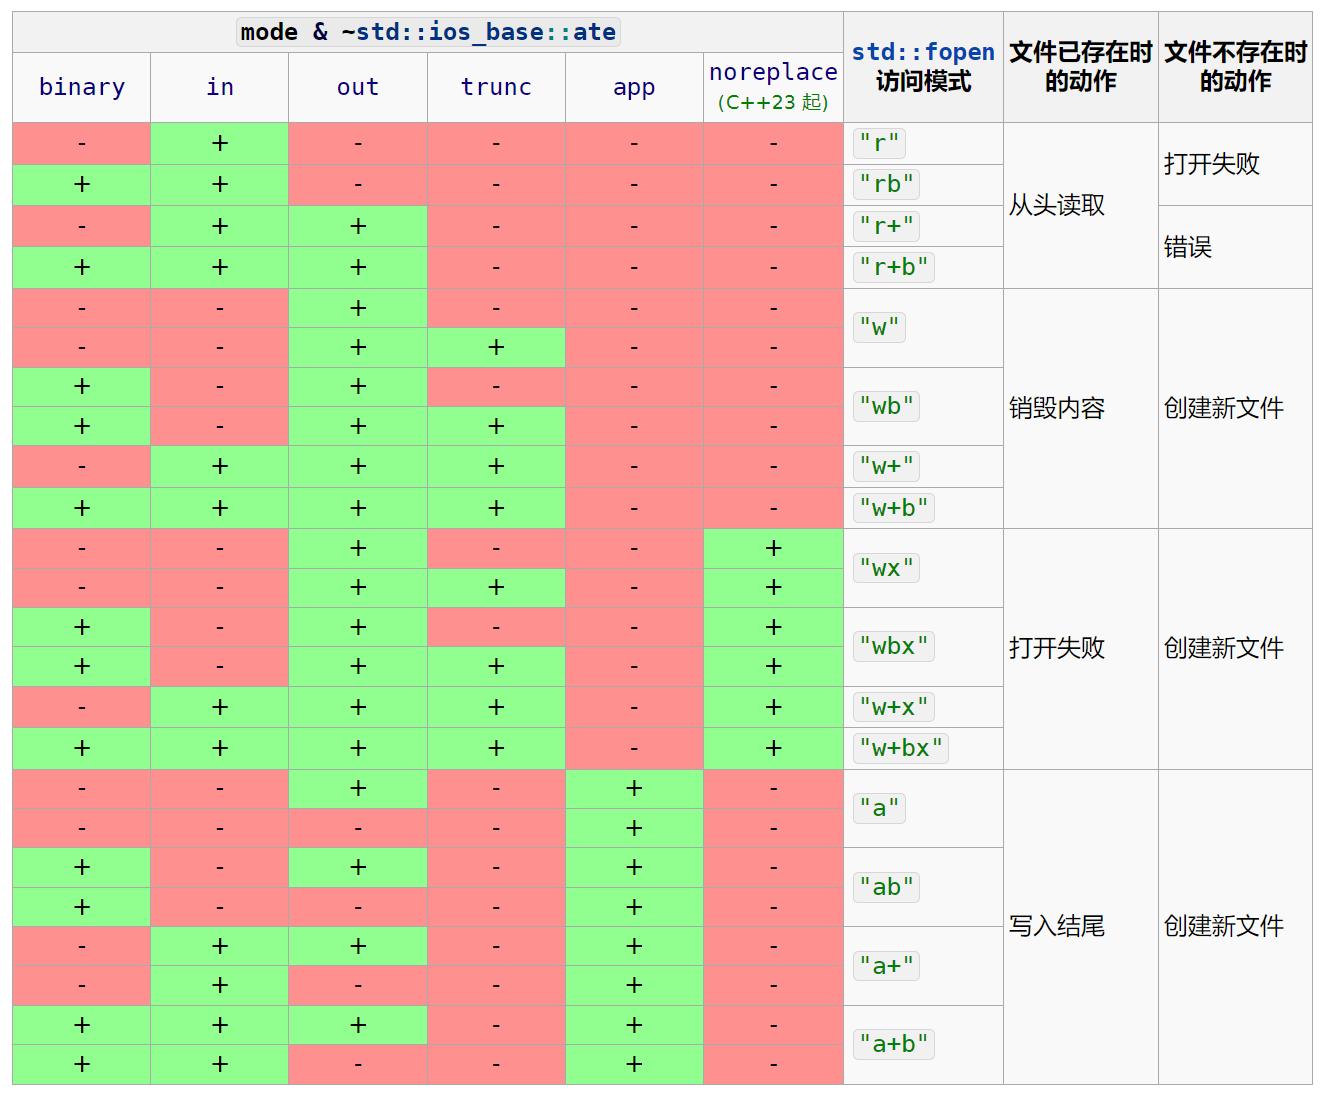 mode & ~std::ios_base::ate
std::fopen
访问模式
文件已存在时
的动作
文件不存在时
的动作
binary in out trunc app noreplace
(C++23 起)
- + - - - - "r" 从头读取 打开失败
+ + - - - - "rb"
- + + - - - "r+" 错误
+ + + - - - "r+b"
- - + - - - "w" 销毁内容 创建新文件
- - + + - -
+ - + - - - "wb"
+ - + + - -
- + + + - - "w+"
+ + + + - - "w+b"
- - + - - + "wx" 打开失败 创建新文件
- - + + - +
+ - + - - + "wbx"
+ - + + - +
- + + + - + "w+x"
+ + + + - + "w+bx"
- - + - + - "a" 写入结尾 创建新文件
- - - - + -
+ - + - + - "ab"
+ - - - + -
- + + - + - "a+"
- + - - + -
+ + + - + - "a+b"
+ + - - + -